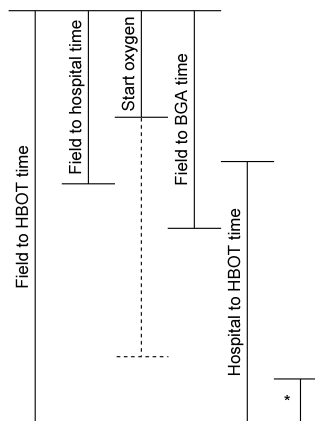 Field to HBOT time
Field to hospital time
Start oxygen
Field to BGA time
Hospital to HBOT time
*